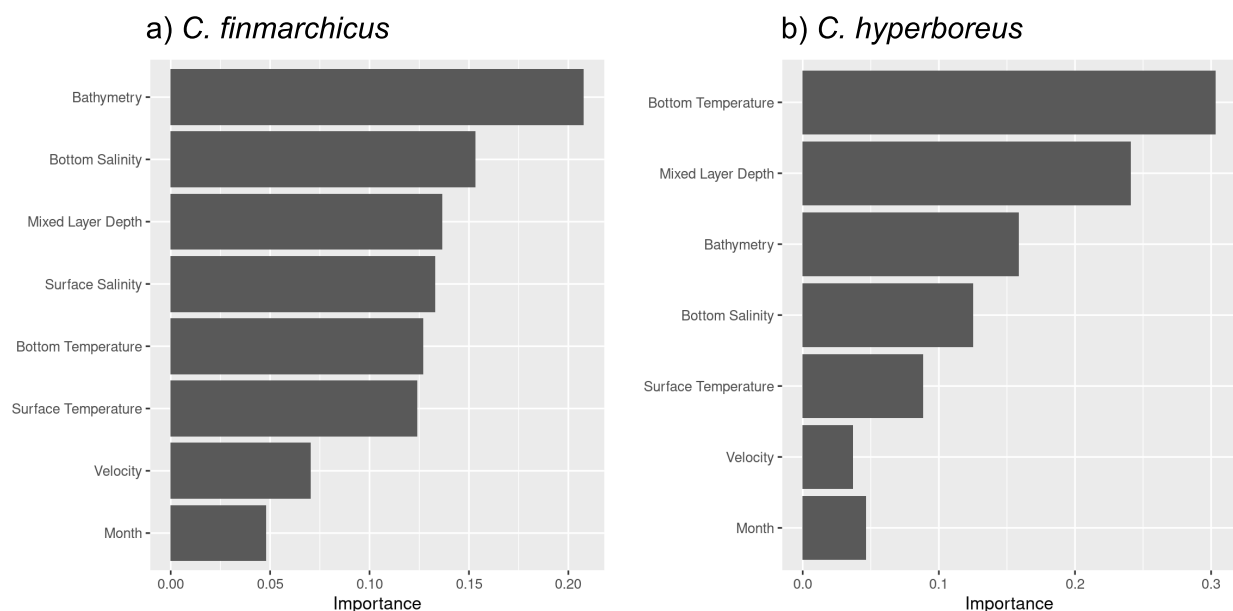 a) C. finmarchicus
Bathymetry
Bottom Salinity
Mixed Layer Depth
Surface Salinity
Bottom Temperature
Surface Temperature
Velocity
Month
0.00 0.05 0.10 0.15 0.20
Importance
b) C. hyperboreus
Bottom Temperature
Mixed Layer Depth
Bathymetry
Bottom Salinity
Surface Temperature
Velocity
Month
0.0 0.1 0.2 0.3
Importance